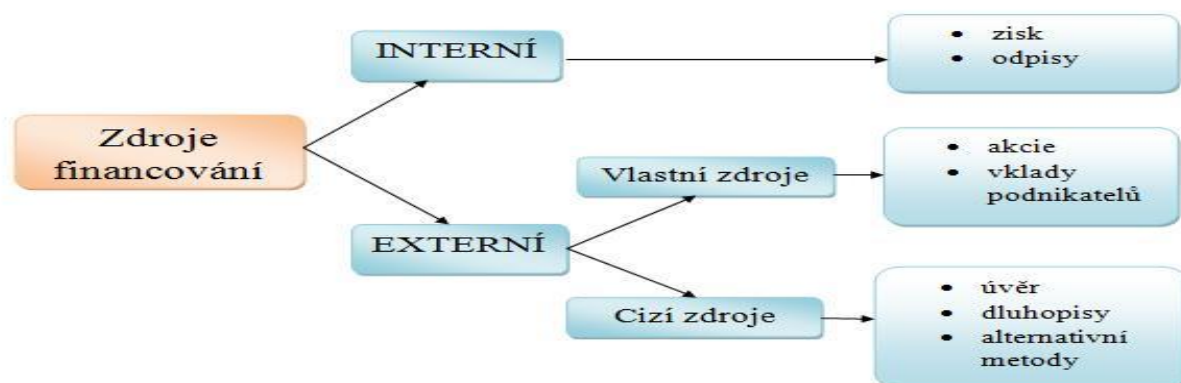 Zdroje
financování
INTERNÍ
• zisk
• odpisy
EXTERNÍ
Vlastní zdroje
• akcie
• vklady
podnikatelů
Cizí zdroje
• úvěr
• dluhopisy
• alternativní
metody